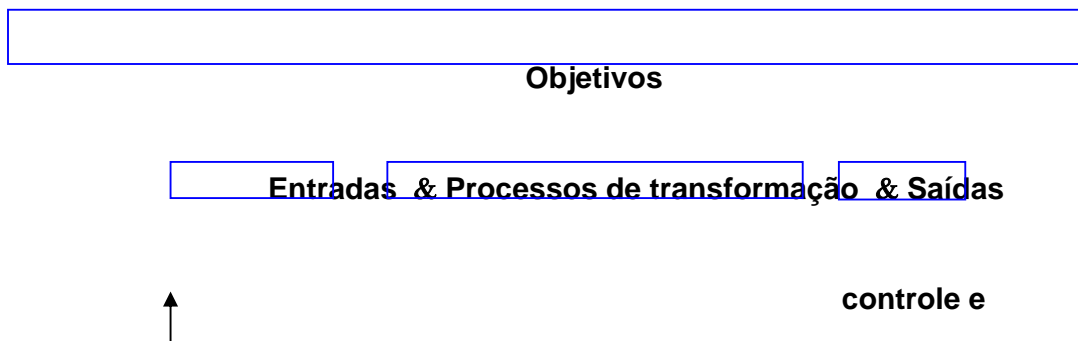 Objetivos
Entradas & Processos de transformação & Saídas
controle e